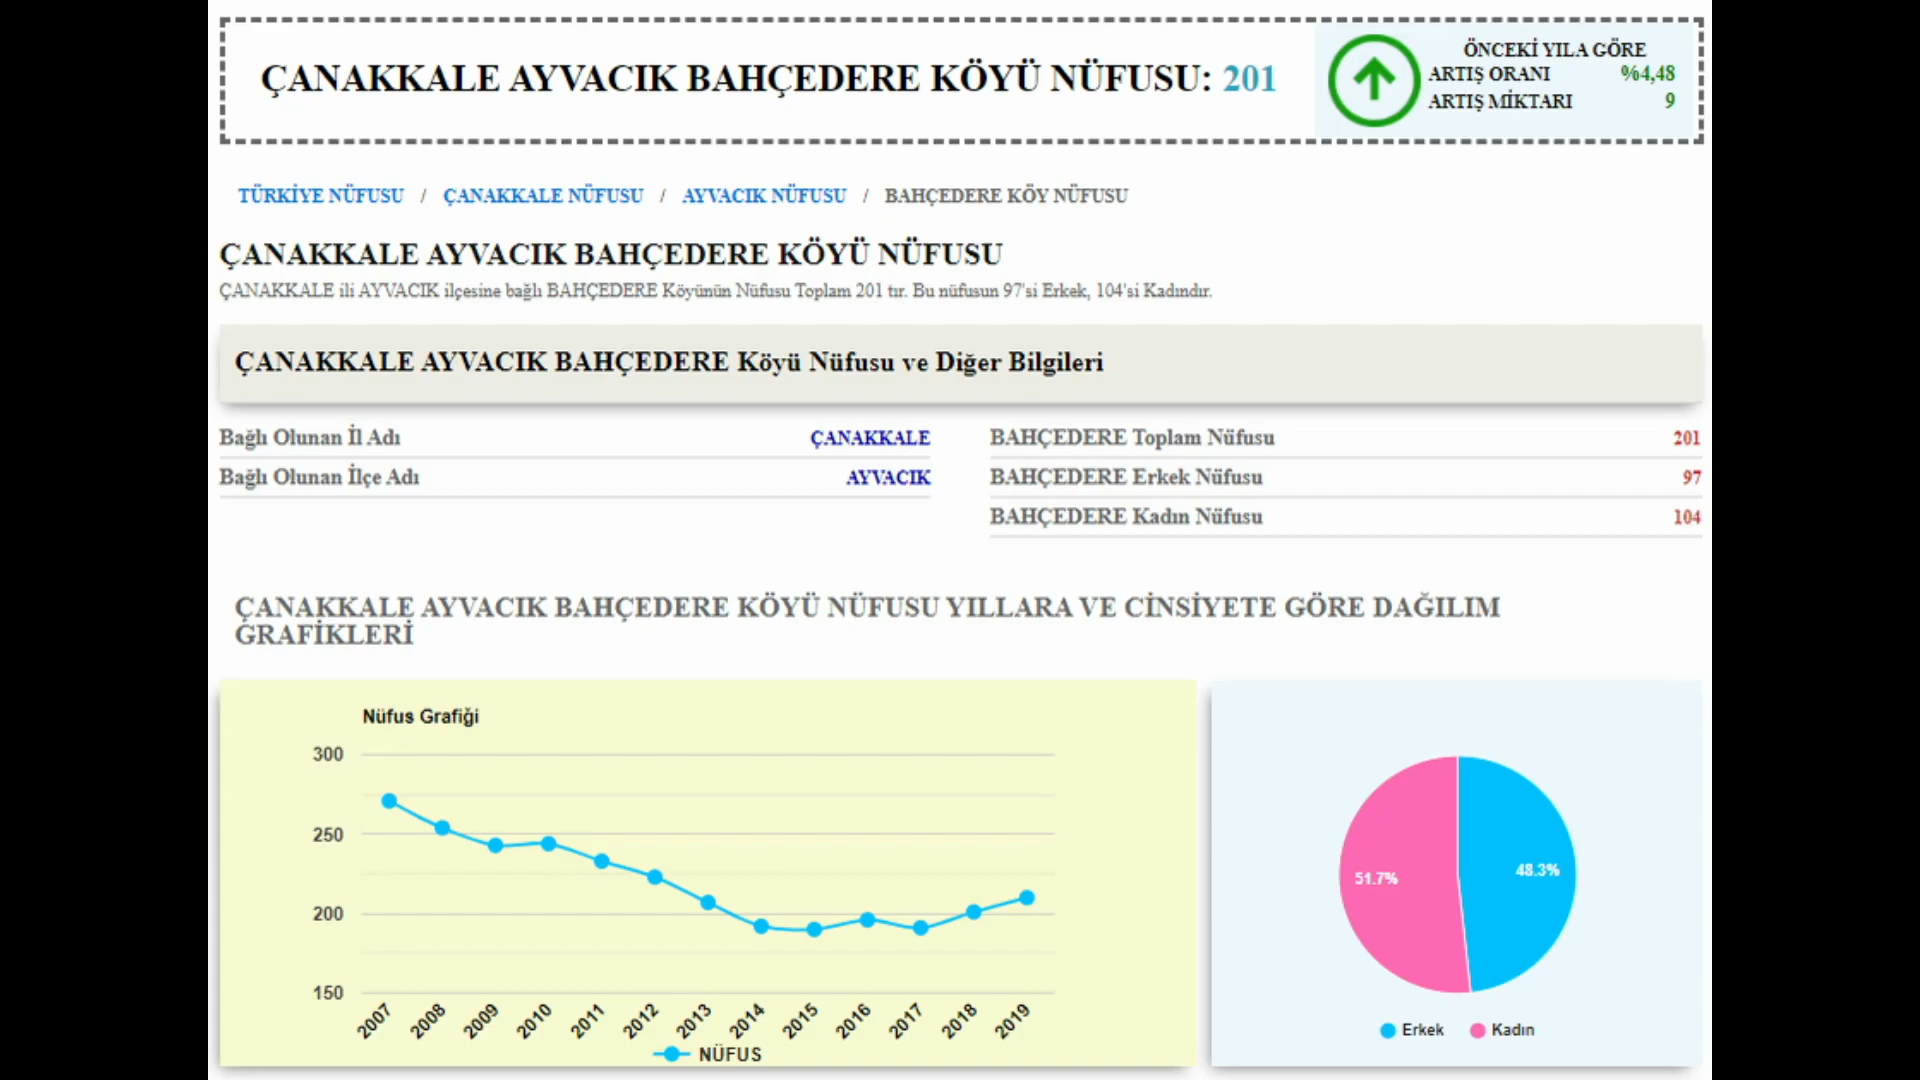 ÇANAKKALE AYVACIK BAHÇEDERE KÖYÜ NÜFUSU: 201
ÖNCEKİ YILA GÖRE
ARTIŞ ORANI %4,48
ARTIŞ MİKTARI 9
TÜRKİYE NÜFUSU / ÇANAKKALE NÜFUSU / AYVACIK NÜFUSU / BAHÇEDERE KÖY NÜFUSU
ÇANAKKALE AYVACIK BAHÇEDERE KÖYÜ NÜFUSU
ÇANAKKALE ili AYVACIK ilçesine bağlı BAHÇEDERE Köyünün Nüfusu Toplam 201 tır. Bu nüfusun 97'si Erkek, 104'si Kadındır.
ÇANAKKALE AYVACIK BAHÇEDERE Köyü Nüfusu ve Diğer Bilgileri
Bağlı Olunan İl Adı ÇANAKKALE
Bağlı Olunan İlçe Adı AYVACIK
BAHÇEDERE Toplam Nüfusu 201
BAHÇEDERE Erkek Nüfusu 97
BAHÇEDERE Kadın Nüfusu 104
ÇANAKKALE AYVACIK BAHÇEDERE KÖYÜ NÜFUSU YILLARA VE CİNSİYETE GÖRE DAĞILIM
GRAFİKLERİ
Nüfus Grafiği
300
250
200
150
2007 2008 2009 2010 2011 2012 2013 2014 2015 2016 2017 2018 2019
NÜFUS
51.7% 48.3%
Erkek Kadın